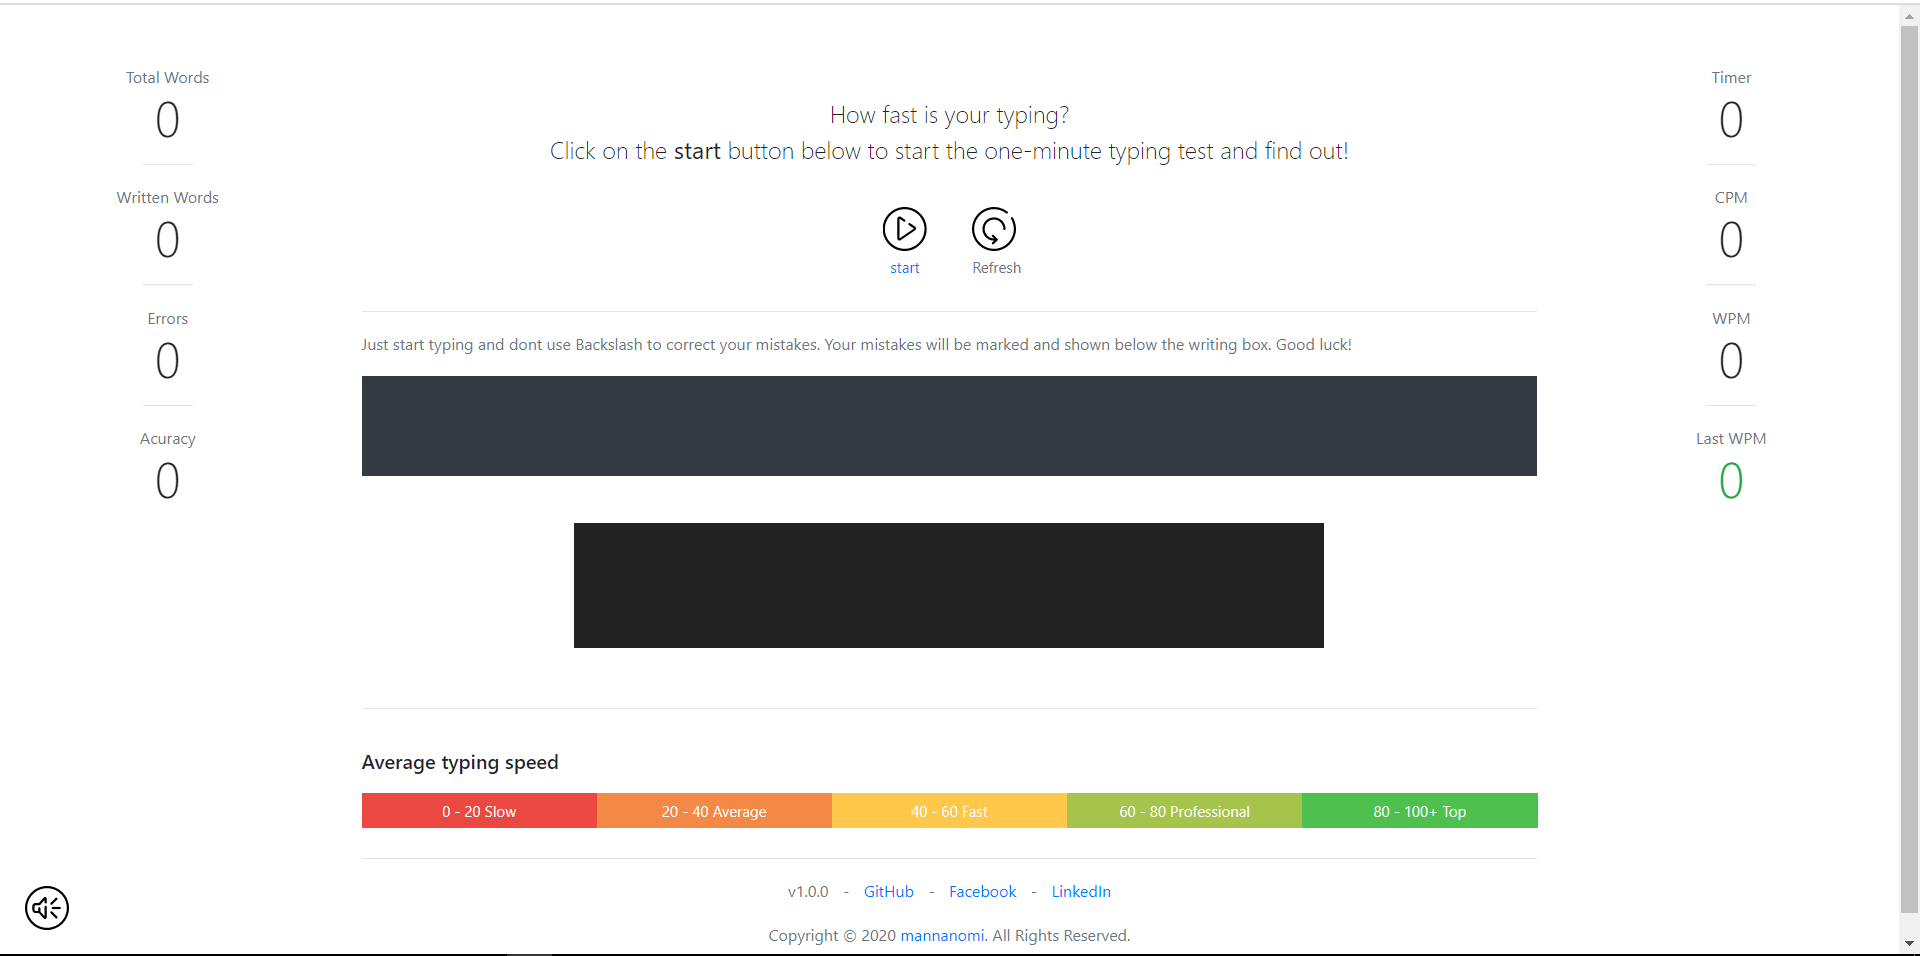 Total Words
0
Written Words
0
Errors
0
Acuracy
0
How fast is your typing?
Click on the start button below to start the one-minute typing test and find out!
start
Refresh
Just start typing and dont use Backslash to correct your mistakes. Your mistakes will be marked and shown below the writing box. Good luck!
Timer
0
CPM
0
WPM
0
Last WPM
0
Average typing speed
0 - 20 Slow
20 - 40 Average
40 - 60 Fast
60 - 80 Professional
80 - 100+ Top
v1.0.0 - GitHub - Facebook - LinkedIn
Copyright © 2020 mannanomi. All Rights Reserved.